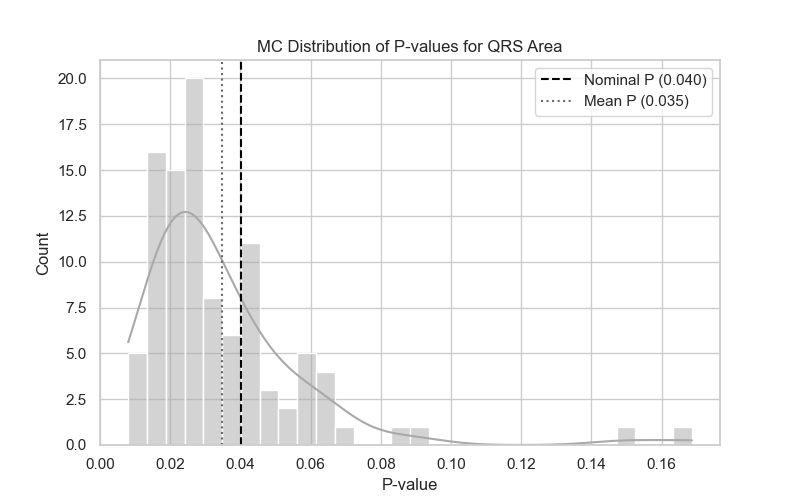 MC Distribution of P-values for QRS Area
Nominal P (0.040)
Mean P (0.035)
Count
20.0
17.5
15.0
12.5
10.0
7.5
5.0
2.5
0.0
0.00 0.02 0.04 0.06 0.08 0.10 0.12 0.14 0.16
P-value